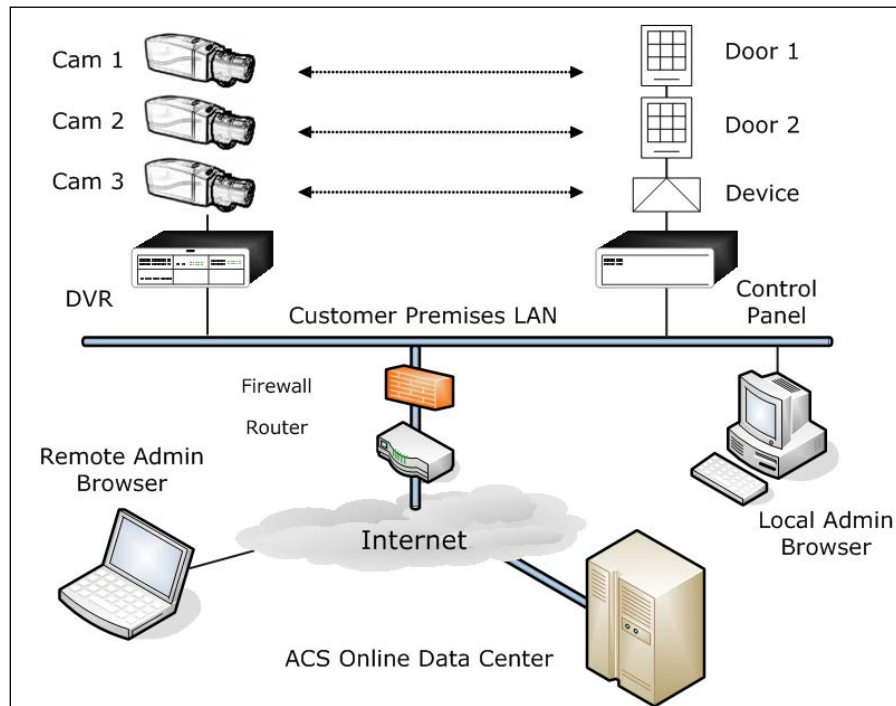 Cam 1
Door 1
Cam 2
Door 2
Cam 3
Device
DVR
Control
Panel
Customer Premises LAN
Firewall
Router
Remote Admin
Browser
Local Admin
Browser
Internet
ACS Online Data Center